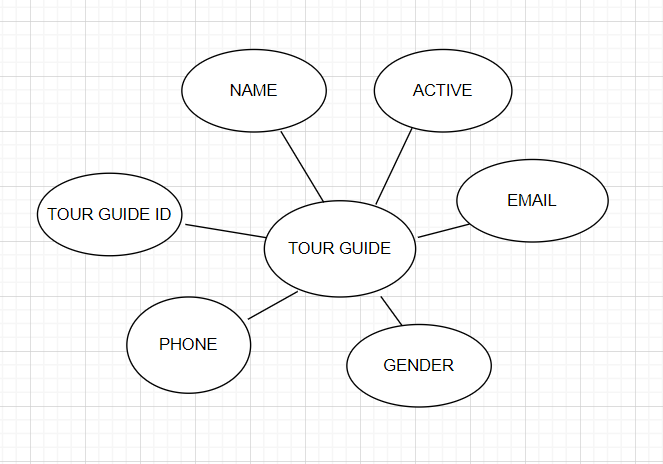 NAME
ACTIVE
EMAIL
TOUR GUIDE ID
TOUR GUIDE
PHONE
GENDER